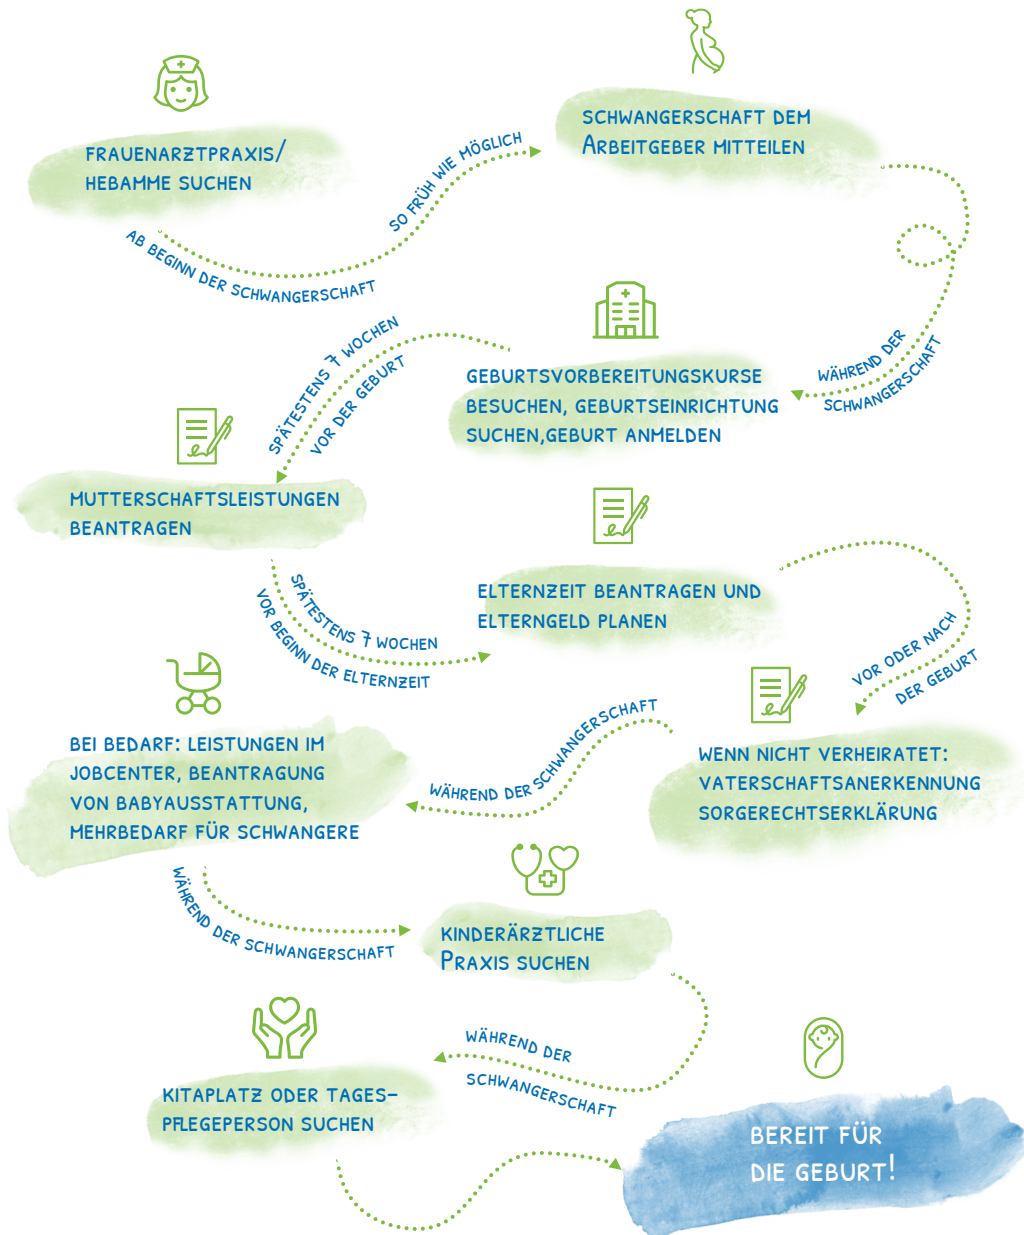 FRAUENARZTPRAXIS/
HEBAMME SUCHEN
AB BEGINN DER SCHWANGERSCHAFT
SO FRÜH WIE MÖGLICH
SCHWANGERSCHAFT DEM
ARBEITGEBER MITTEILEN
WÄHREND DER
SCHWANGERSCHAFT
GEBURTSVORBEREITUNGSKURSE
BESUCHEN, GEBURTSEINRICHTUNG
SUCHEN,GEBURT ANMELDEN
SPÄTESTENS 7 WOCHEN
VOR DER GEBURT
MUTTERSCHAFTSLEISTUNGEN
BEANTRAGEN
SPÄTESTENS 7 WOCHEN
VOR BEGINN DER ELTERNZEIT
ELTERNZEIT BEANTRAGEN UND
ELTERNGELD PLANEN
VOR ODER NACH
DER GEBURT
WENN NICHT VERHEIRATET:
VATERSCHAFTSANERKENNUNG
SORGERECHTSERKLÄRUNG
WÄHREND DER SCHWANGERSCHAFT
BEI BEDARF: LEISTUNGEN IM
JOBCENTER, BEANTRAGUNG
VON BABYAUSSTATTUNG,
MEHRBEDARF FÜR SCHWANGERE
WÄHREND DER SCHWANGERSCHAFT
KINDERÄRZTLICHE
PRAXIS SUCHEN
WÄHREND DER
SCHWANGERSCHAFT
KITAPLATZ ODER TAGES-
PFLEGEPERSON SUCHEN
BEREIT FÜR
DIE GEBURT!